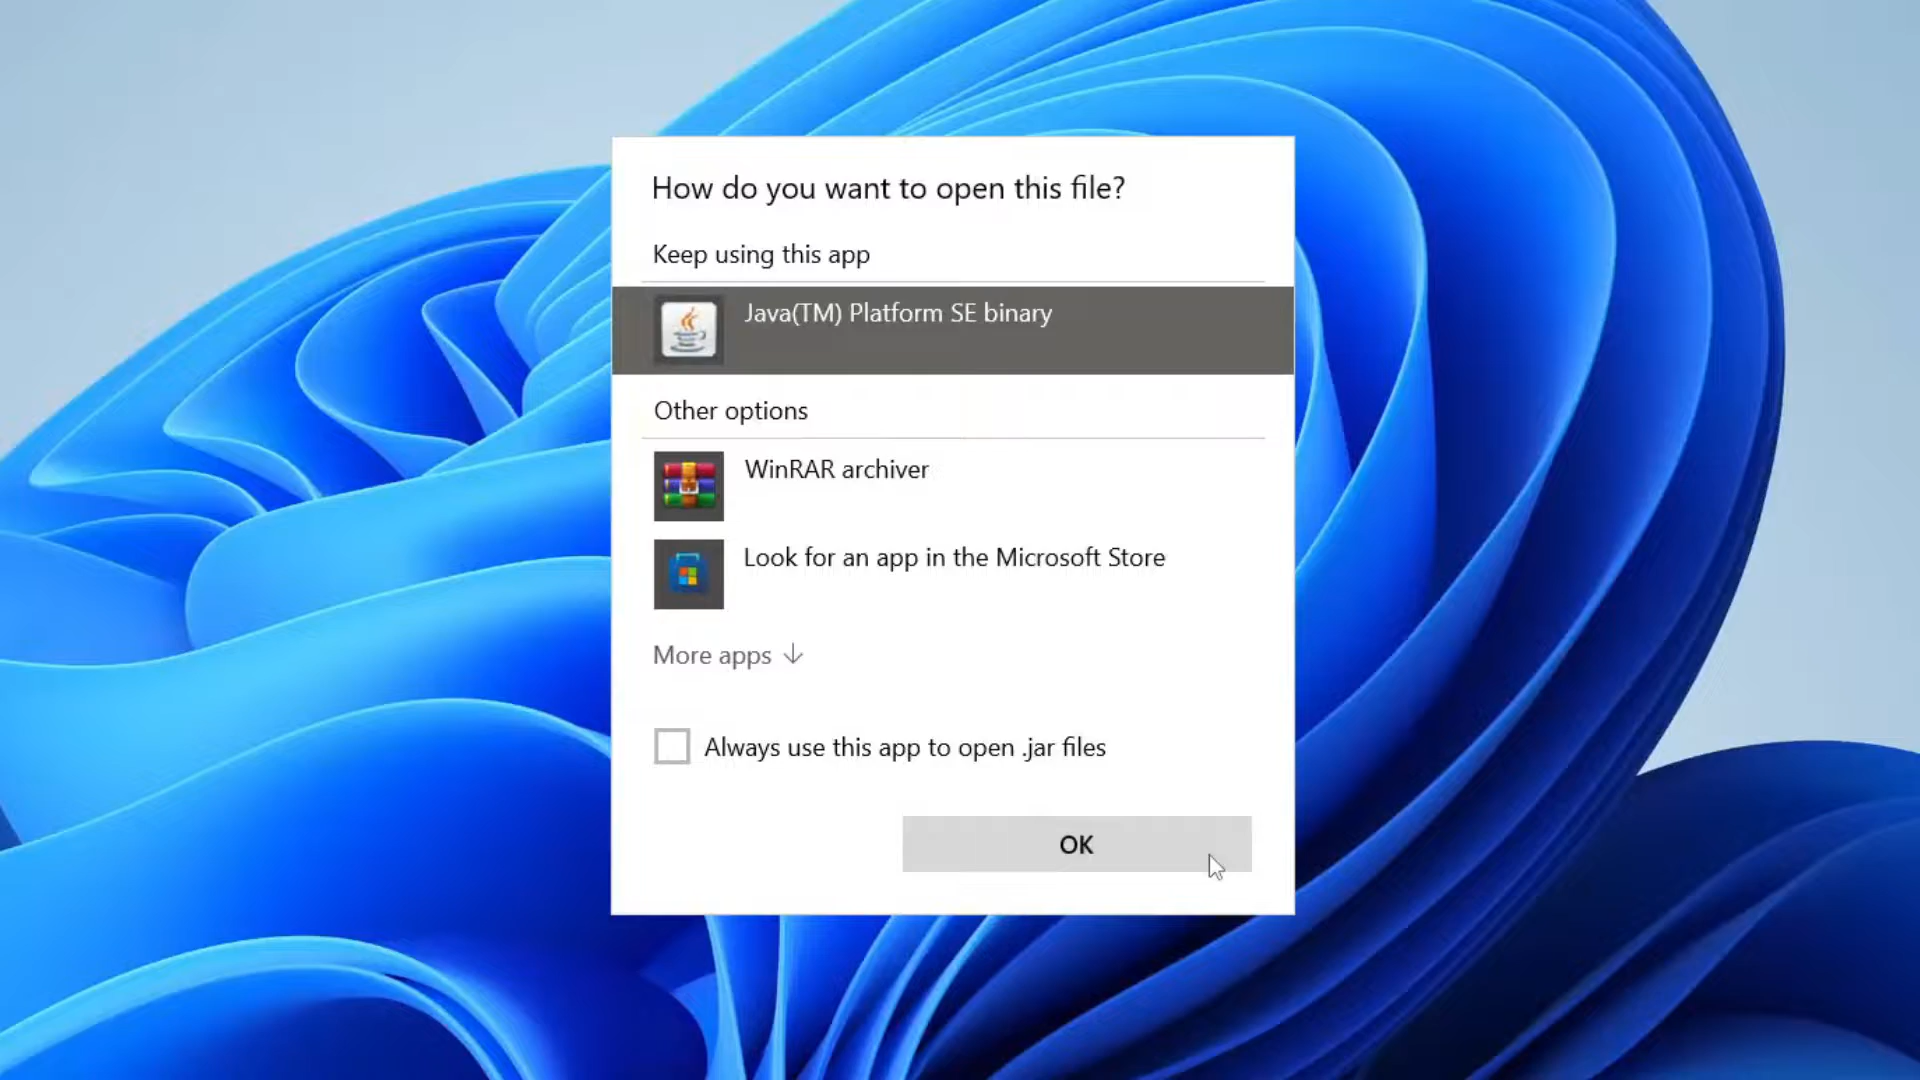 How do you want to open this file?
Keep using this app
Java(TM) Platform SE binary
Other options
WinRAR archiver
Look for an app in the Microsoft Store
More apps ↓
Always use this app to open .jar files
OK